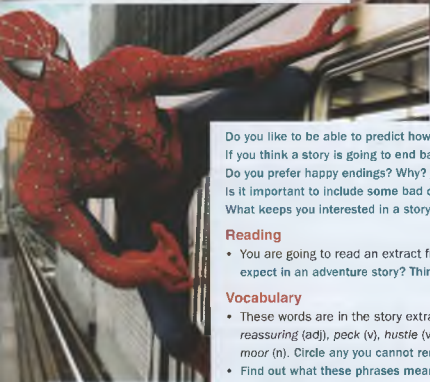 Do you like to be able to predict how
If you think a story is going to end ba
Do you prefer happy endings? Why?
Is it important to include some bad c
What keeps you interested in a story
Reading
• You are going to read an extract f
expect in an adventure story? Thin
Vocabulary
• These words are in the story extra
reassuring (adj), peck (v), hustle (v
moor (n). Circle any you cannot re
• Find out what these phrases mean